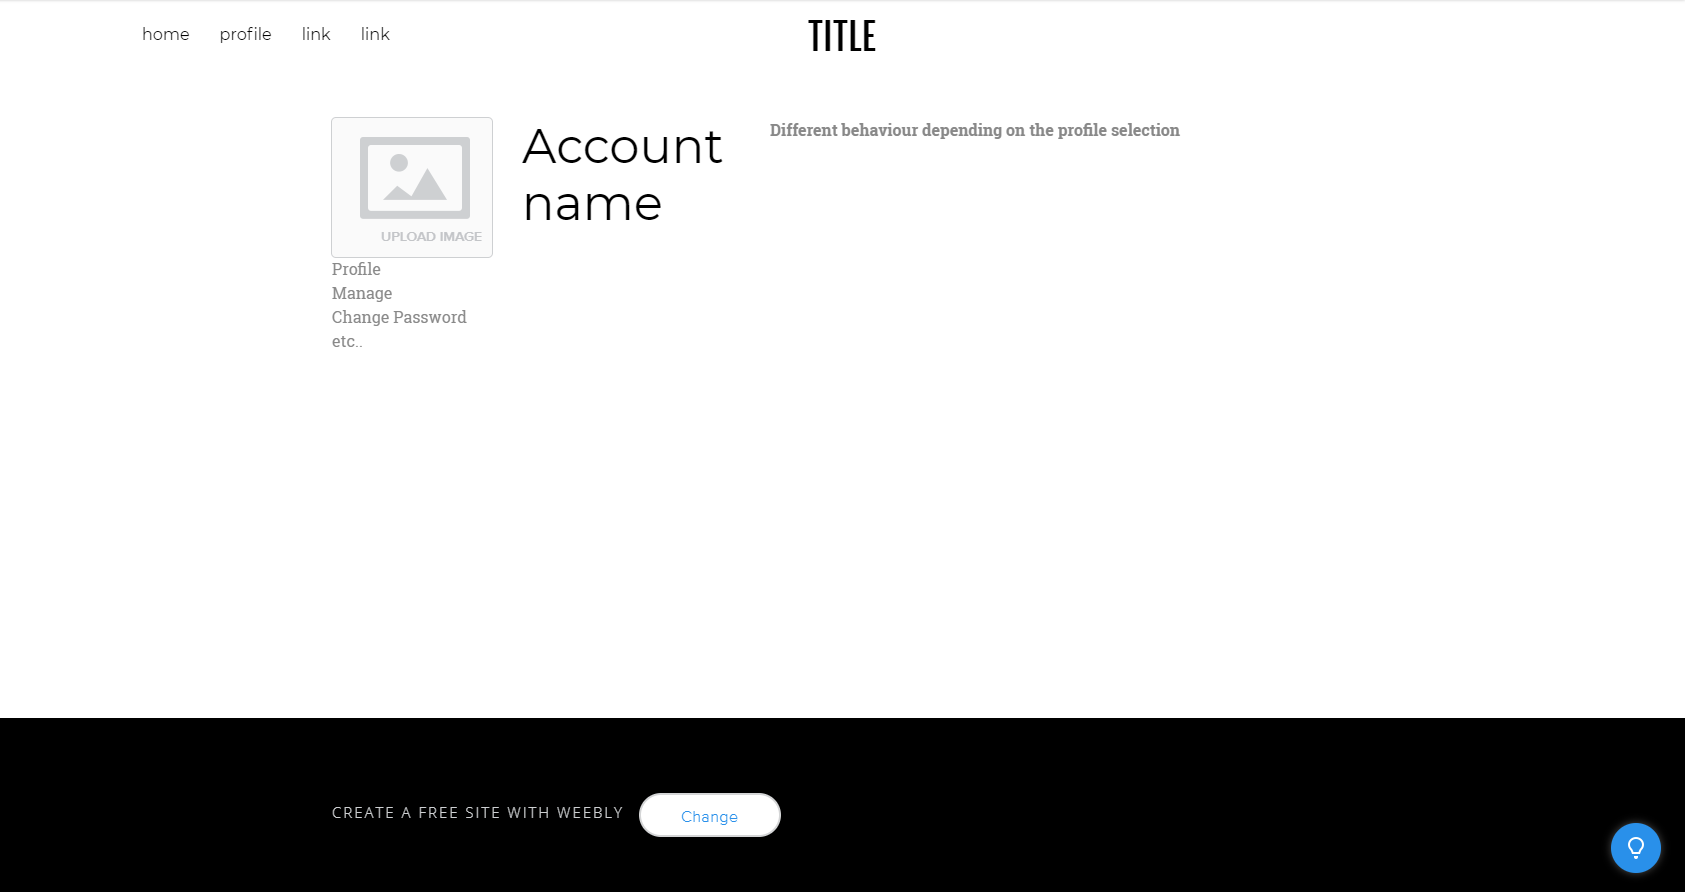 home profile link link
TITLE
Account
name
Different behaviour depending on the profile selection
UPLOAD IMAGE
Profile
Manage
Change Password
etc..
CREATE A FREE SITE WITH WEEBLY
Change